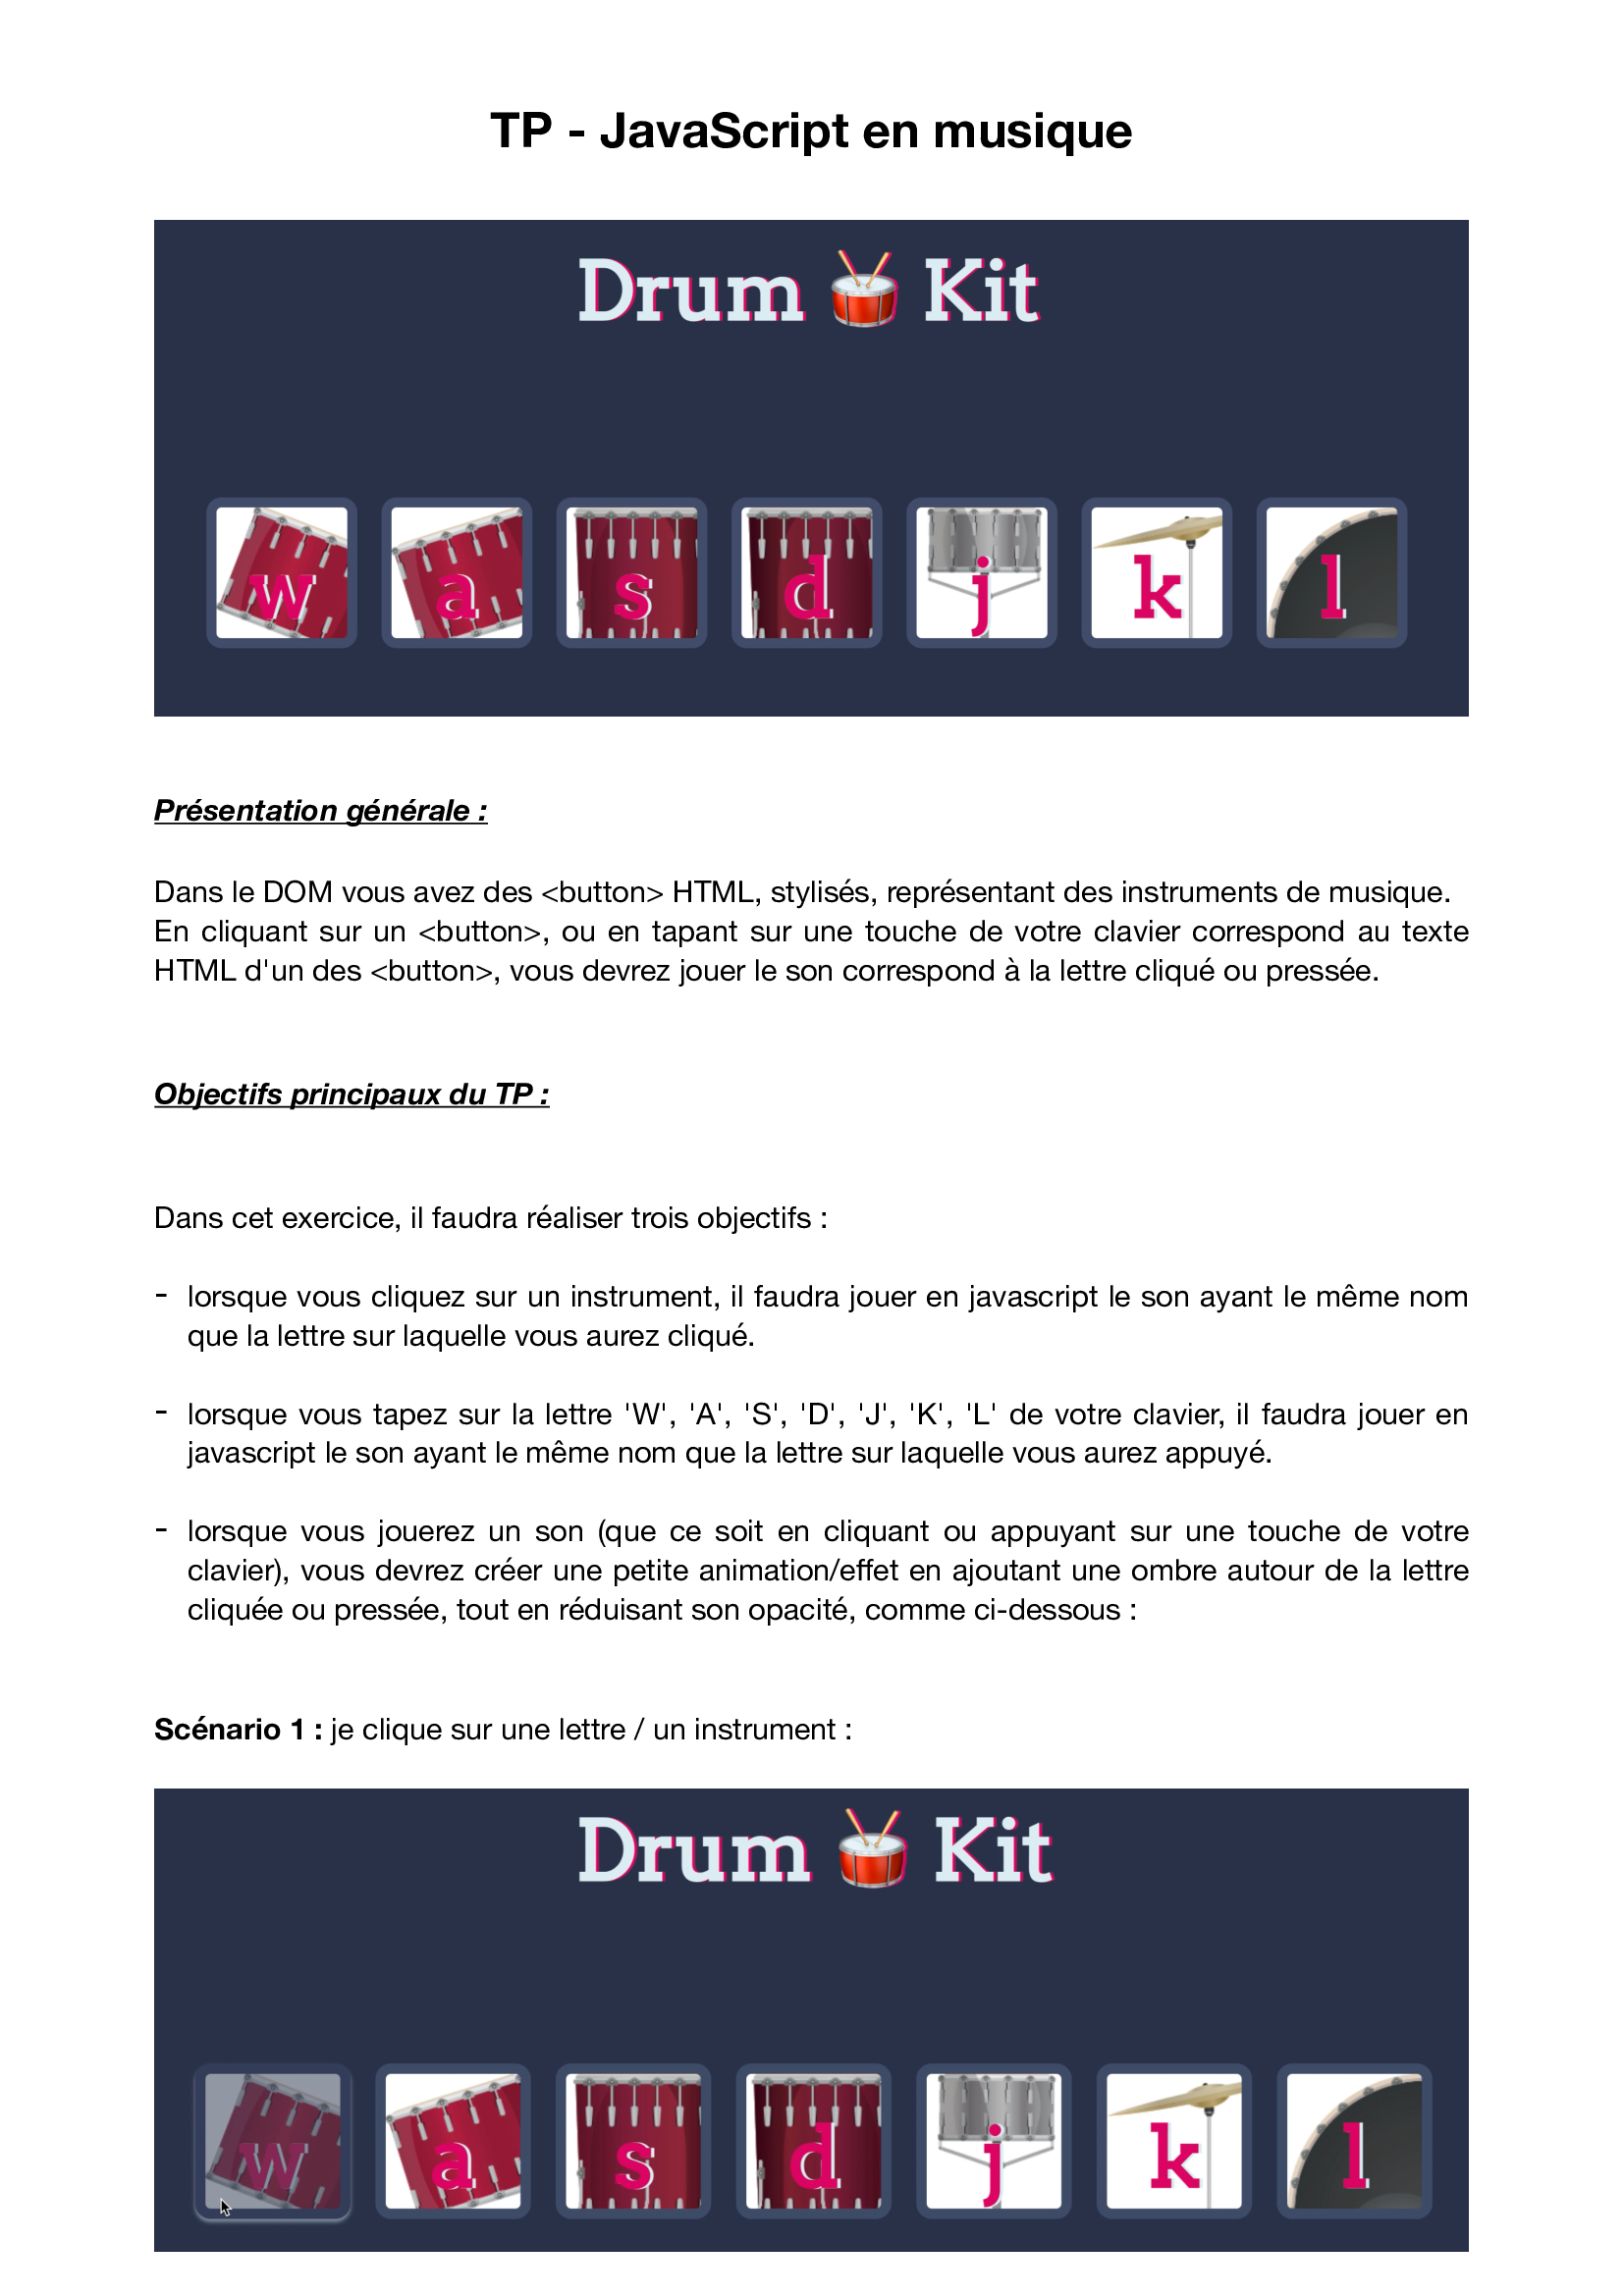 TP - JavaScript en musique
Drum 🥁 Kit
w a s d j k l
Présentation générale :
Dans le DOM vous avez des <button> HTML, stylisés, représentant des instruments de musique.
En cliquant sur un <button>, ou en tapant sur une touche de votre clavier correspond au texte
HTML d'un des <button>, vous devrez jouer le son correspond à la lettre cliqué ou pressée.
Objectifs principaux du TP :
Dans cet exercice, il faudra réaliser trois objectifs :
- lorsque vous cliquez sur un instrument, il faudra jouer en javascript le son ayant le même nom
que la lettre sur laquelle vous aurez cliqué.
- lorsque vous tapez sur la lettre 'W', 'A', 'S', 'D', 'J', 'K', 'L' de votre clavier, il faudra jouer en
javascript le son ayant le même nom que la lettre sur laquelle vous aurez appuyé.
- lorsque vous jouerez un son (que ce soit en cliquant ou appuyant sur une touche de votre
clavier), vous devrez créer une petite animation/effet en ajoutant une ombre autour de la lettre
cliquée ou pressée, tout en réduisant son opacité, comme ci-dessous :
Scénario 1 : je clique sur une lettre / un instrument :
Drum 🥁 Kit
w a s d j k l